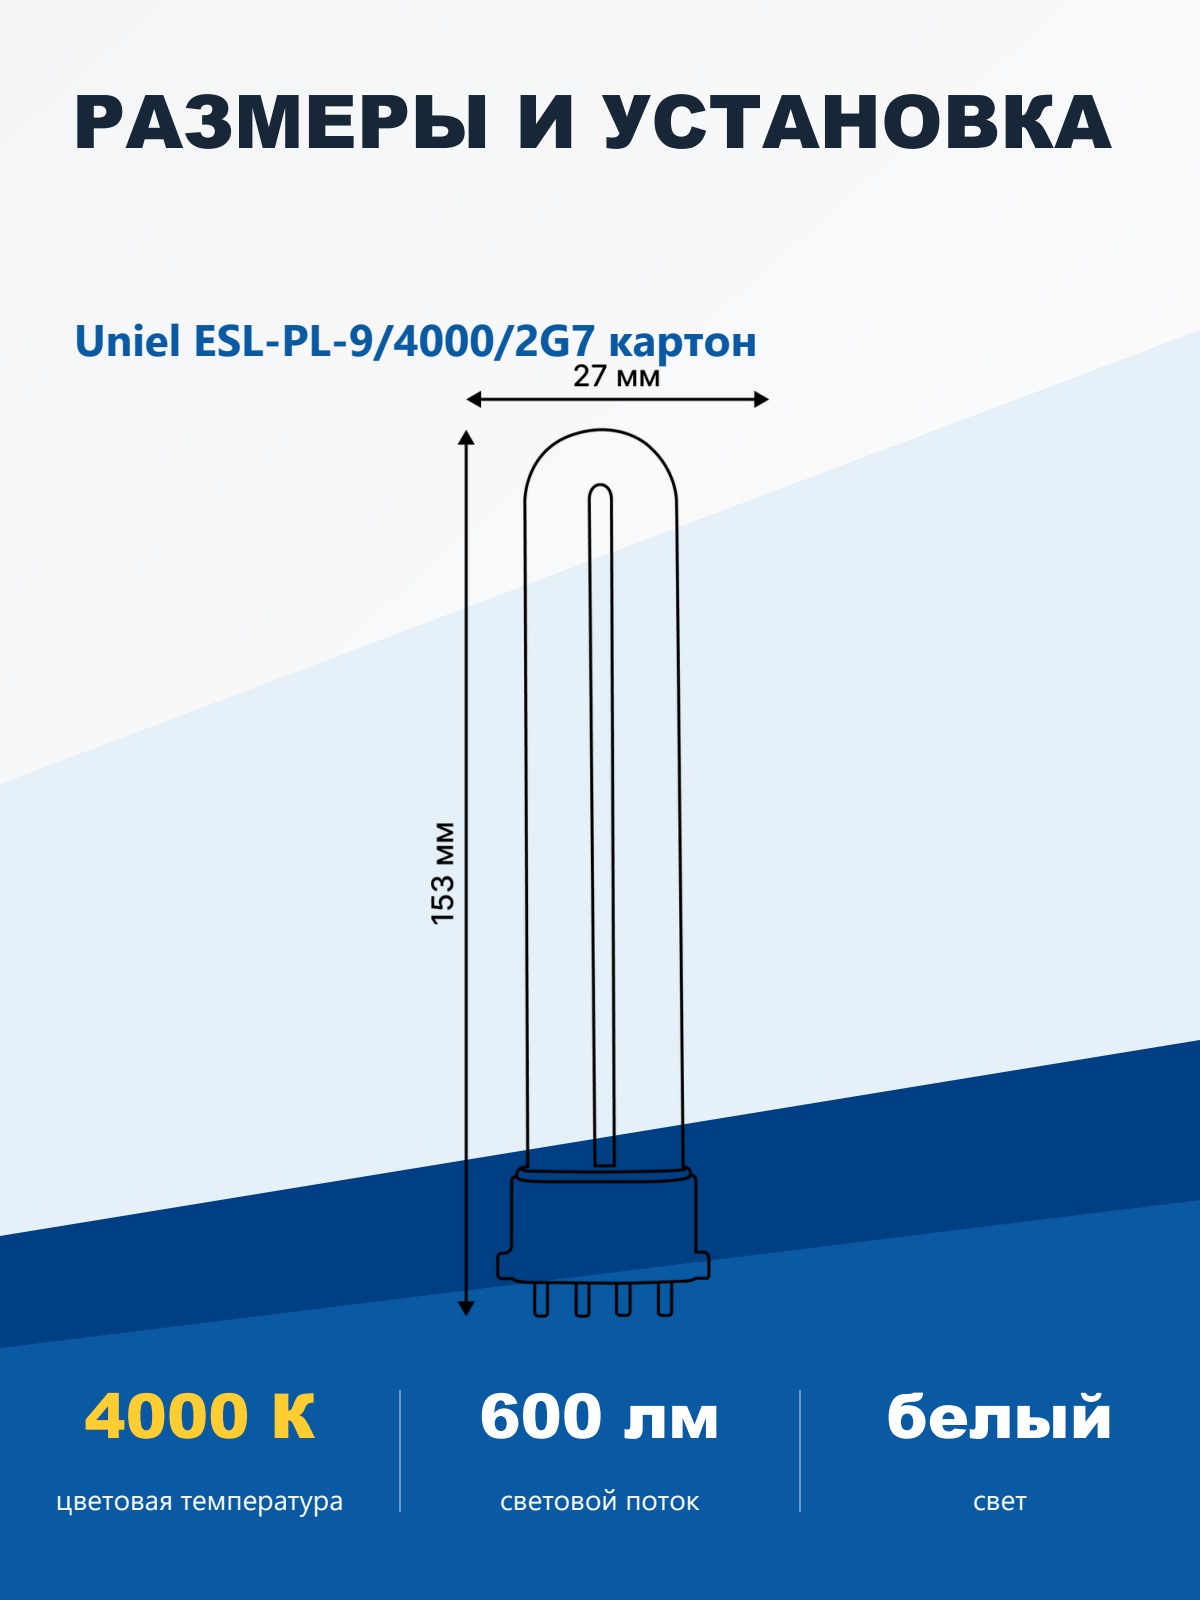 РАЗМЕРЫ И УСТАНОВКА
Uniel ESL-PL-9/4000/2G7 картон
27 мм
153 мм
4000 К
600 лм
белый
цветовая температура
световой поток
свет